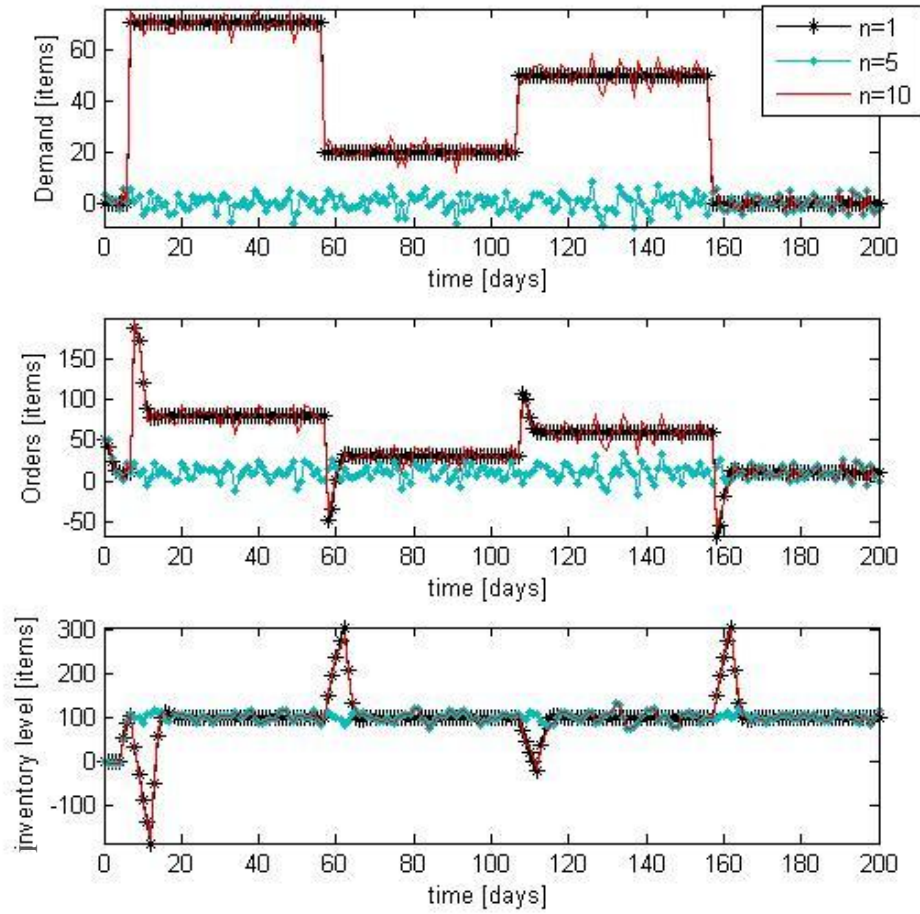 n=1
n=5
n=10
Demand [items]
60
40
20
0
0 20 40 60 80 100 120 140 160 180 200
time [days]
Orders [items]
150
100
50
0
-50
0 20 40 60 80 100 120 140 160 180 200
time [days]
jnventory level [items]
300
200
100
0
-100
0 20 40 60 80 100 120 140 160 180 200
time [days]